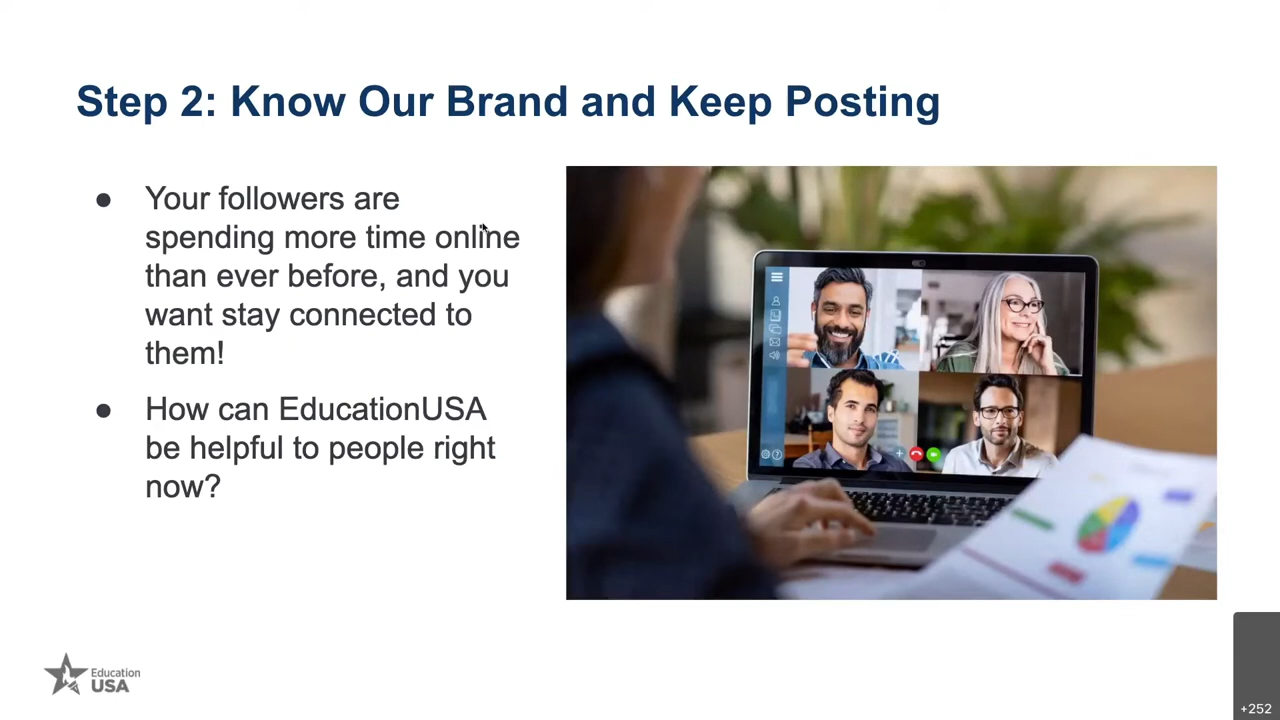 Step 2: Know Our Brand and Keep Posting
● Your followers are
spending more time online
than ever before, and you
want stay connected to
them!
● How can EducationUSA
be helpful to people right
now?
Education
USA
+252